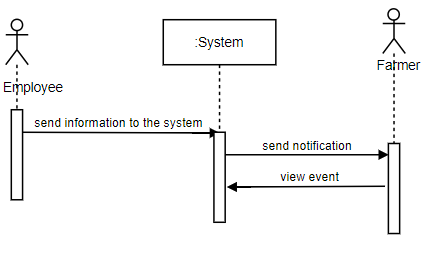 :System
Employee
Farmer
send information to the system
send notification
view event